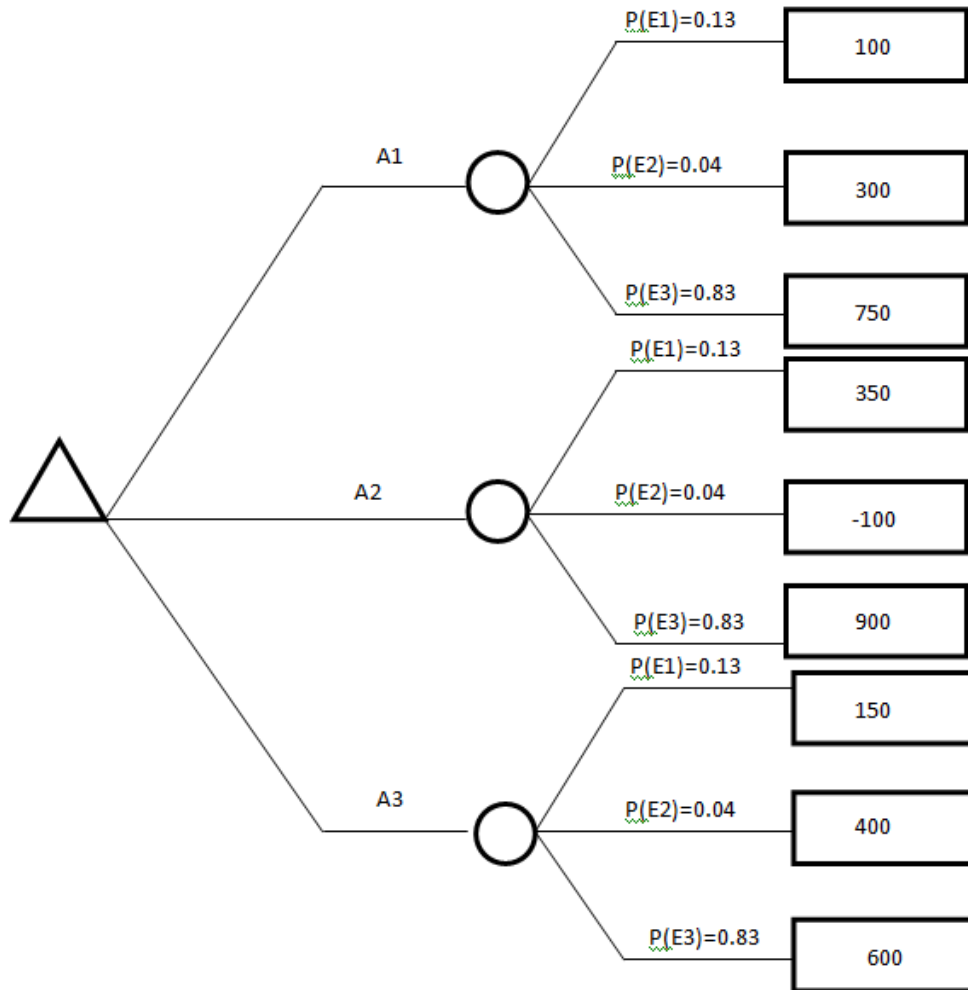 P(E1)=0.13
100
A1
P(E2)=0.04
300
P(E3)=0.83
750
P(E1)=0.13
350
A2
P(E2)=0.04
-100
P(E3)=0.83
900
P(E1)=0.13
150
A3
P(E2)=0.04
400
P(E3)=0.83
600